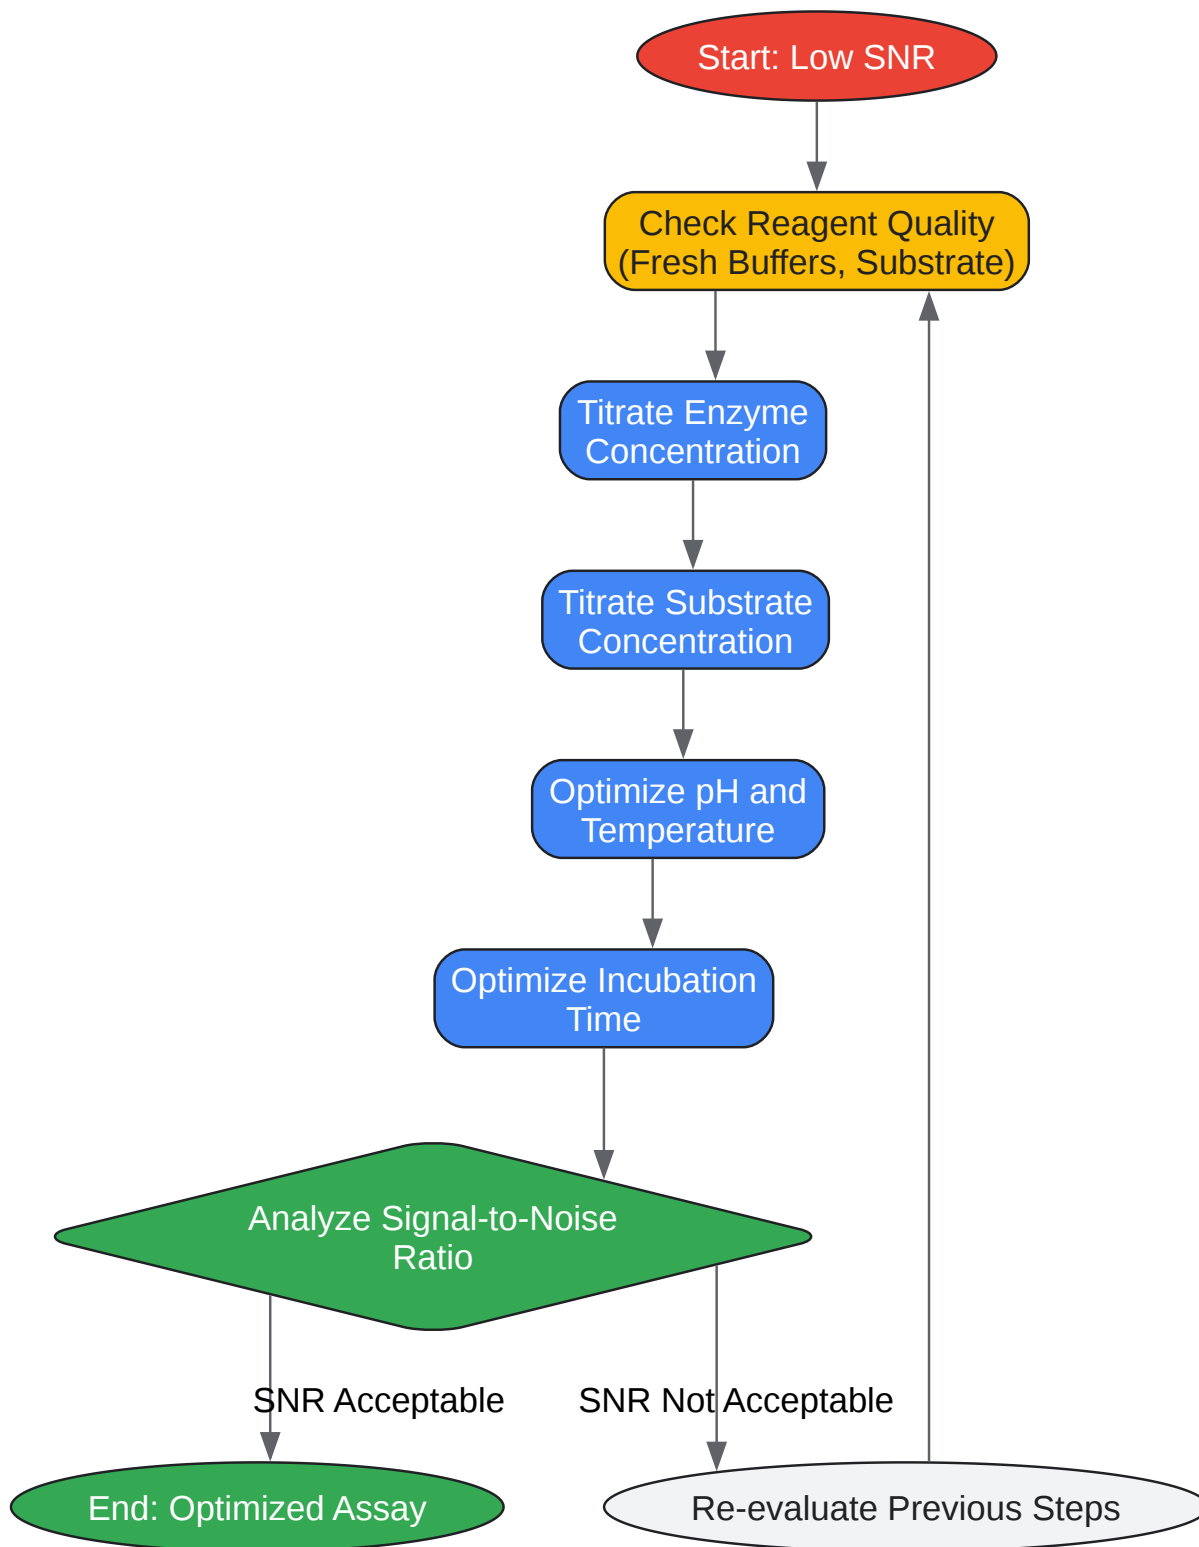 Start: Low SNR
Check Reagent Quality
(Fresh Buffers, Substrate)
Titrate Enzyme
Concentration
Titrate Substrate
Concentration
Optimize pH and
Temperature
Optimize Incubation
Time
Analyze Signal-to-Noise
Ratio
SNR Acceptable
SNR Not Acceptable
End: Optimized Assay
Re-evaluate Previous Steps